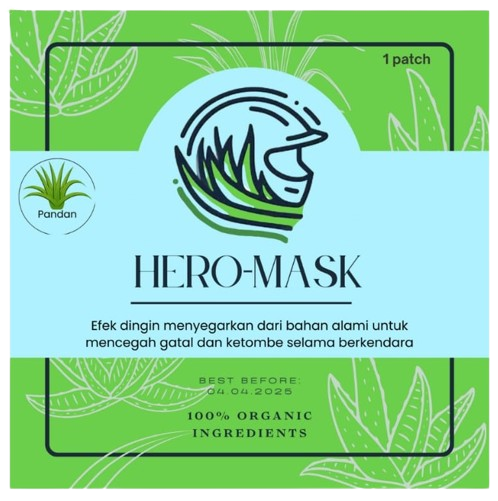 1 patch
Pandan
HERO-MASK
Efek dingin menyegarkan dari bahan alami untuk
mencegah gatal dan ketombe selama berkendara
BEST BEFORE:
04.04.2025
100% ORGANIC
INGREDIENTS